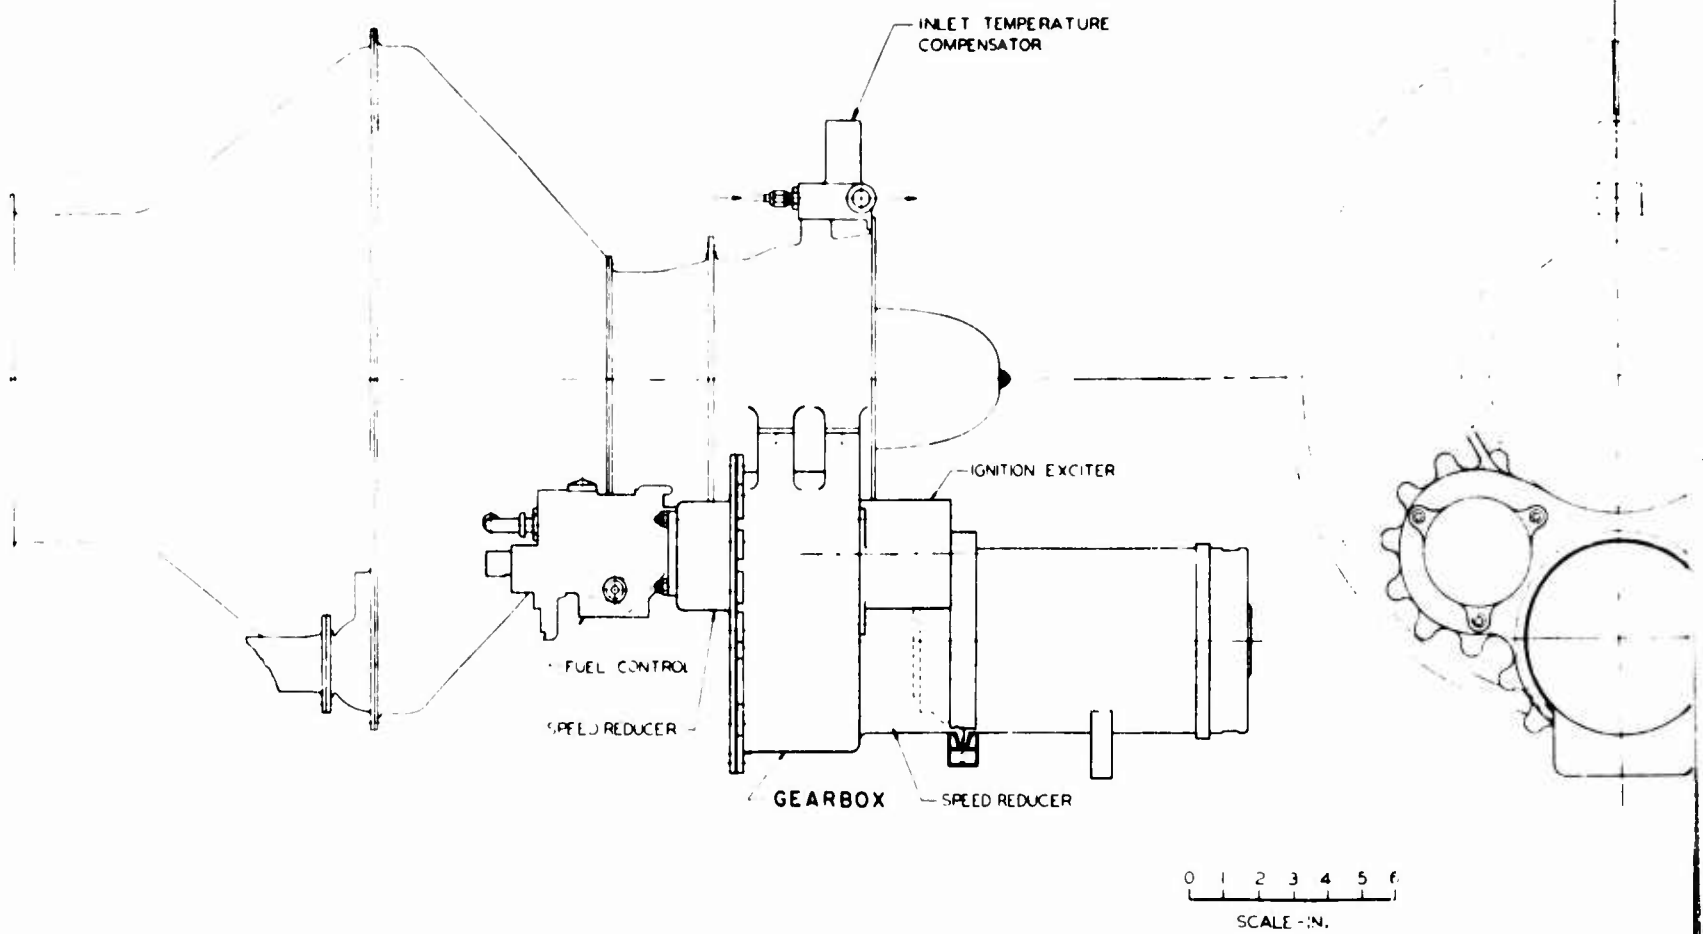 INLET TEMPERATURE
COMPENSATOR
IGNITION EXCITER
FUEL CONTROL
SPEED REDUCER
GEARBOX
SPEED REDUCER
0 1 2 3 4 5 6
SCALE-IN.